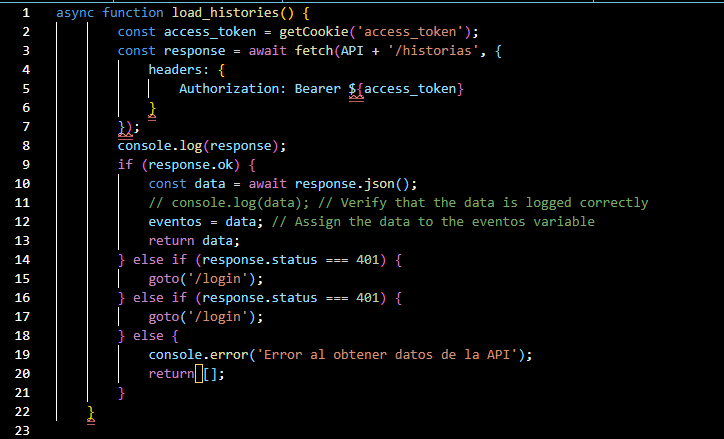 1 async function load_histories() {
2 const access_token = getCookie('access_token');
3 const response = await fetch(API + '/historias', {
4 headers: {
5 Authorization: Bearer ${access_token}
6 }
7 });
8 console.log(response);
9 if (response.ok) {
10 const data = await response.json();
11 // console.log(data); // Verify that the data is logged correctly
12 eventos = data; // Assign the data to the eventos variable
13 return data;
14 } else if (response.status === 401) {
15 goto('/login');
16 } else if (response.status === 401) {
17 goto('/login');
18 } else {
19 console.error('Error al obtener datos de la API');
20 return [];
21 }
22 }
23